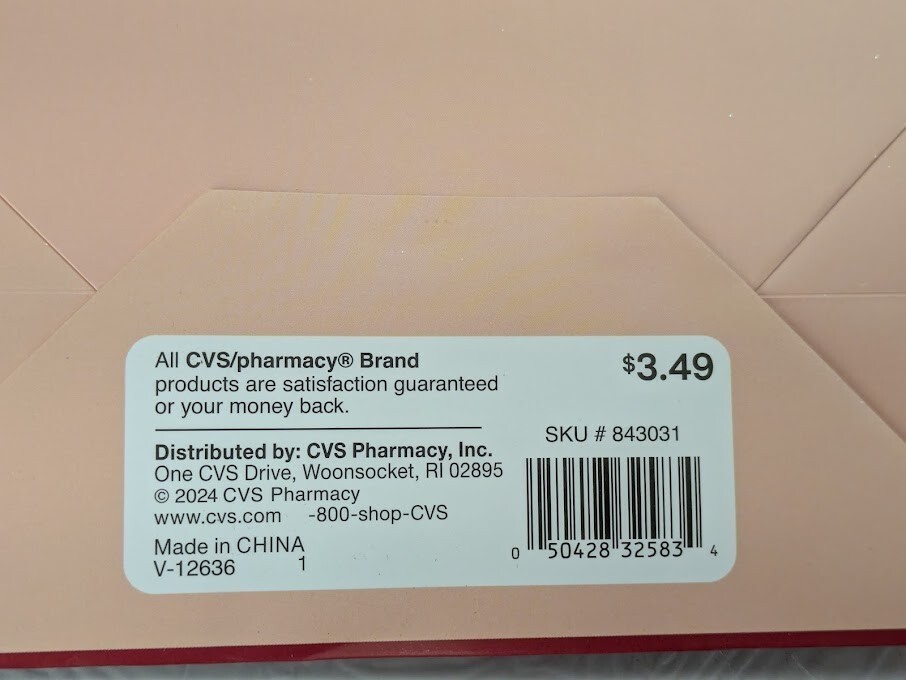 All CVS/pharmacy® Brand
products are satisfaction guaranteed
or your money back.
Distributed by: CVS Pharmacy, Inc.
One CVS Drive, Woonsocket, RI 02895
© 2024 CVS Pharmacy
www.cvs.com -800-shop-CVS
Made in CHINA
V-12636 1
$3.49
SKU # 843031
0 50428 32583 4